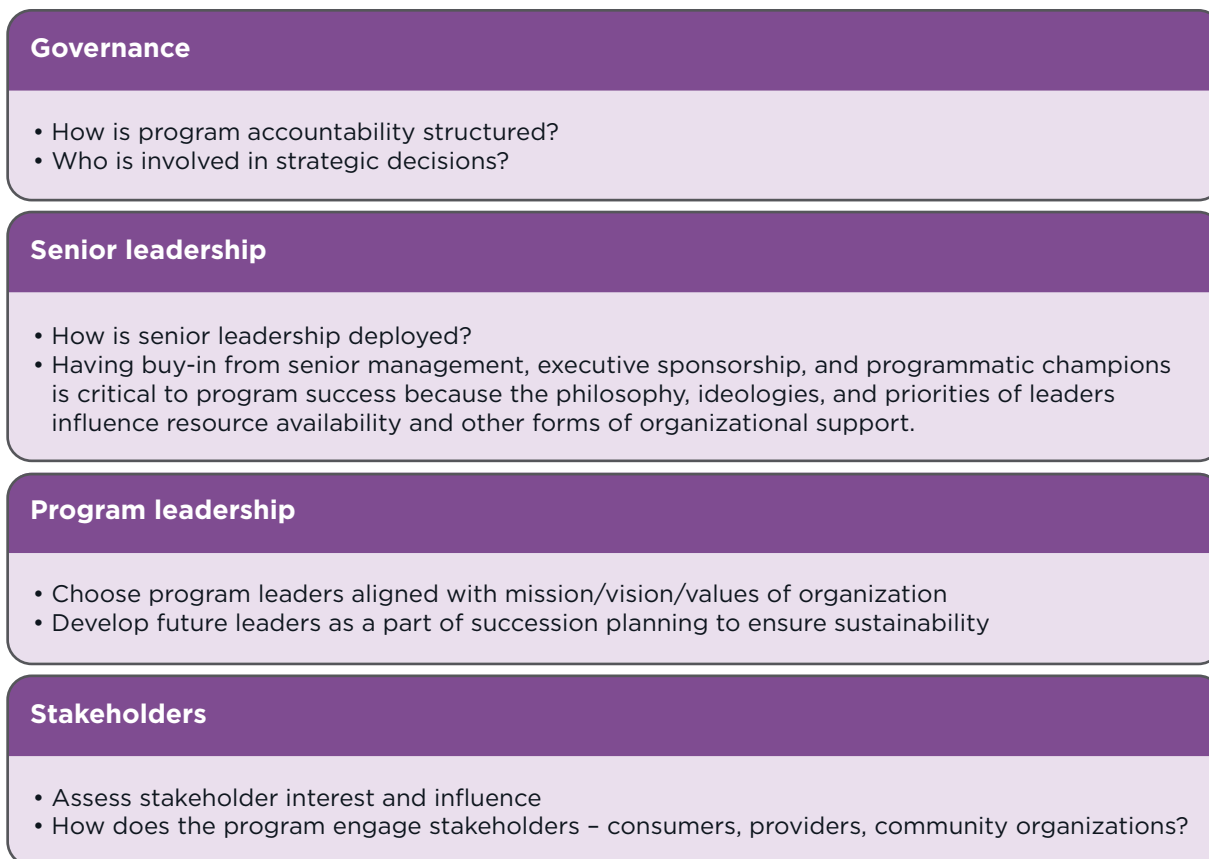 Governance
• How is program accountability structured?
• Who is involved in strategic decisions?
Senior leadership
• How is senior leadership deployed?
• Having buy-in from senior management, executive sponsorship, and programmatic champions
is critical to program success because the philosophy, ideologies, and priorities of leaders
influence resource availability and other forms of organizational support.
Program leadership
• Choose program leaders aligned with mission/vision/values of organization
• Develop future leaders as a part of succession planning to ensure sustainability
Stakeholders
• Assess stakeholder interest and influence
• How does the program engage stakeholders – consumers, providers, community organizations?